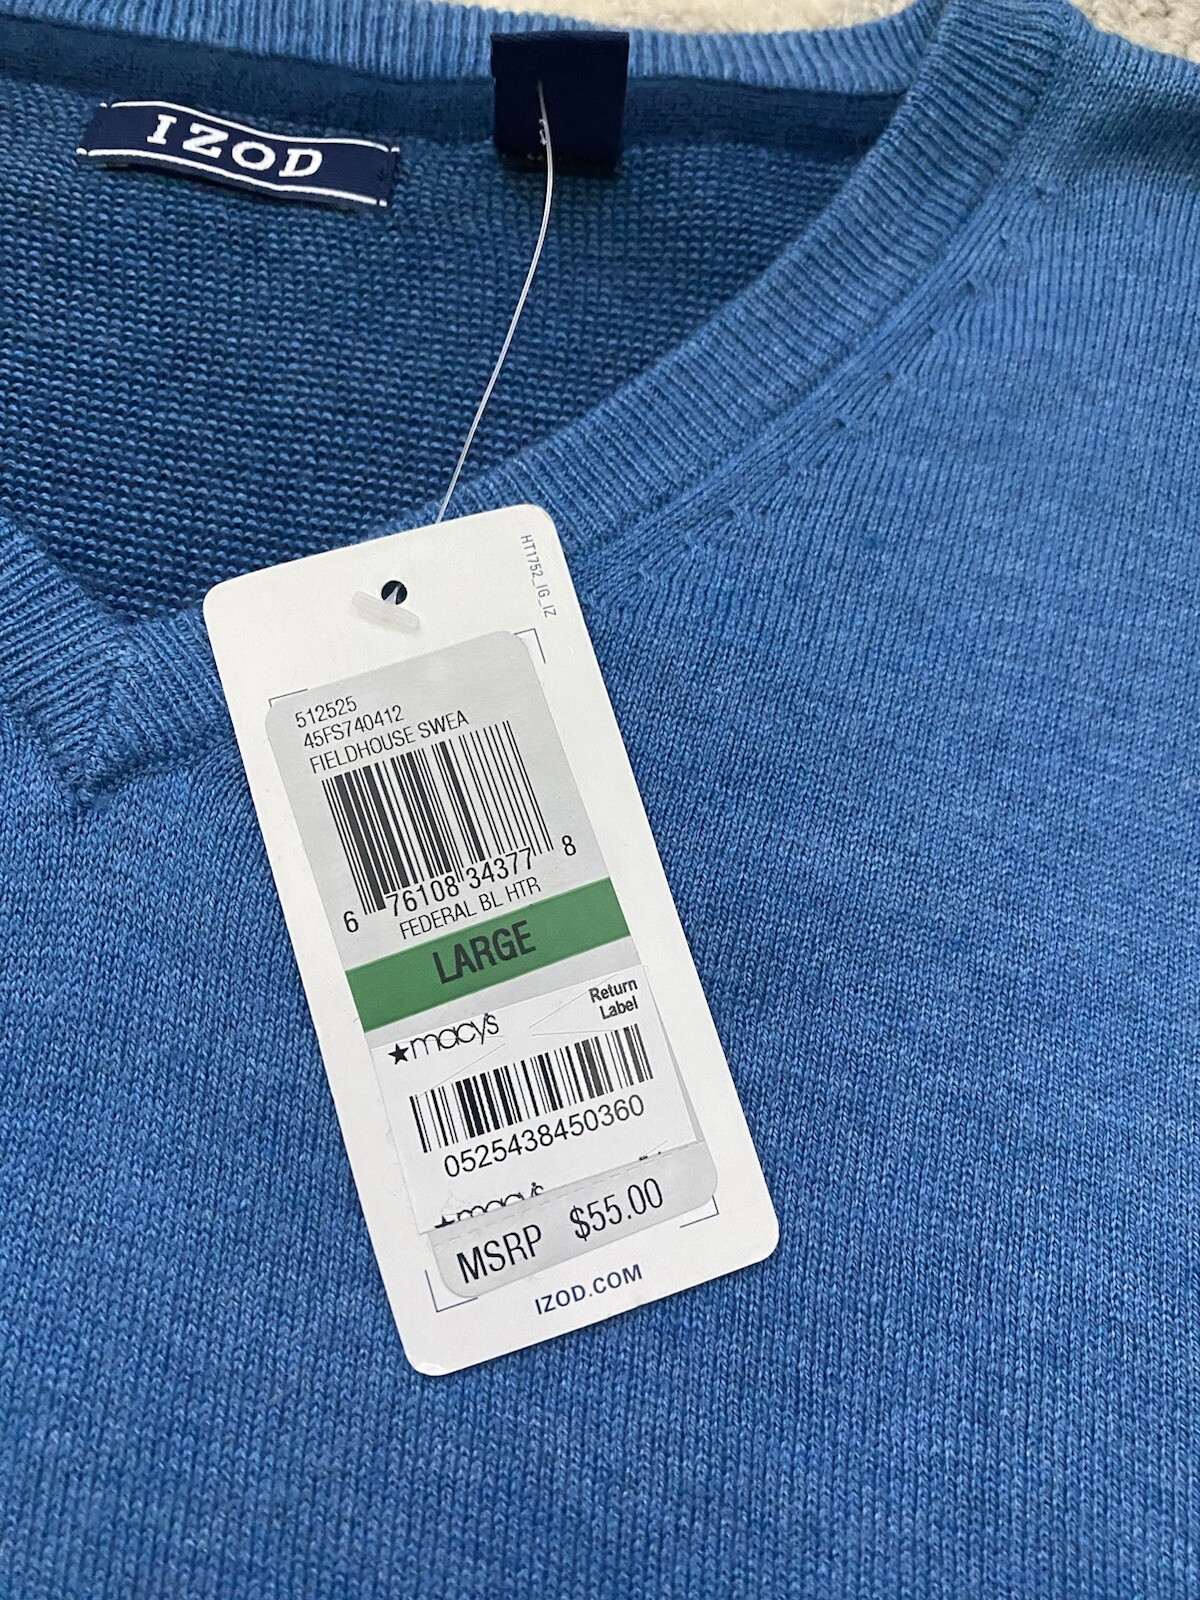 IZOD
HT1752_IG_IZ
512525
45FS740412
FIELDHOUSE SWEA
6 76108 34377 8
FEDERAL BL HTR
LARGE
Return
Label
macy's
0525438450360
macy's
MSRP $55.00
IZOD.COM